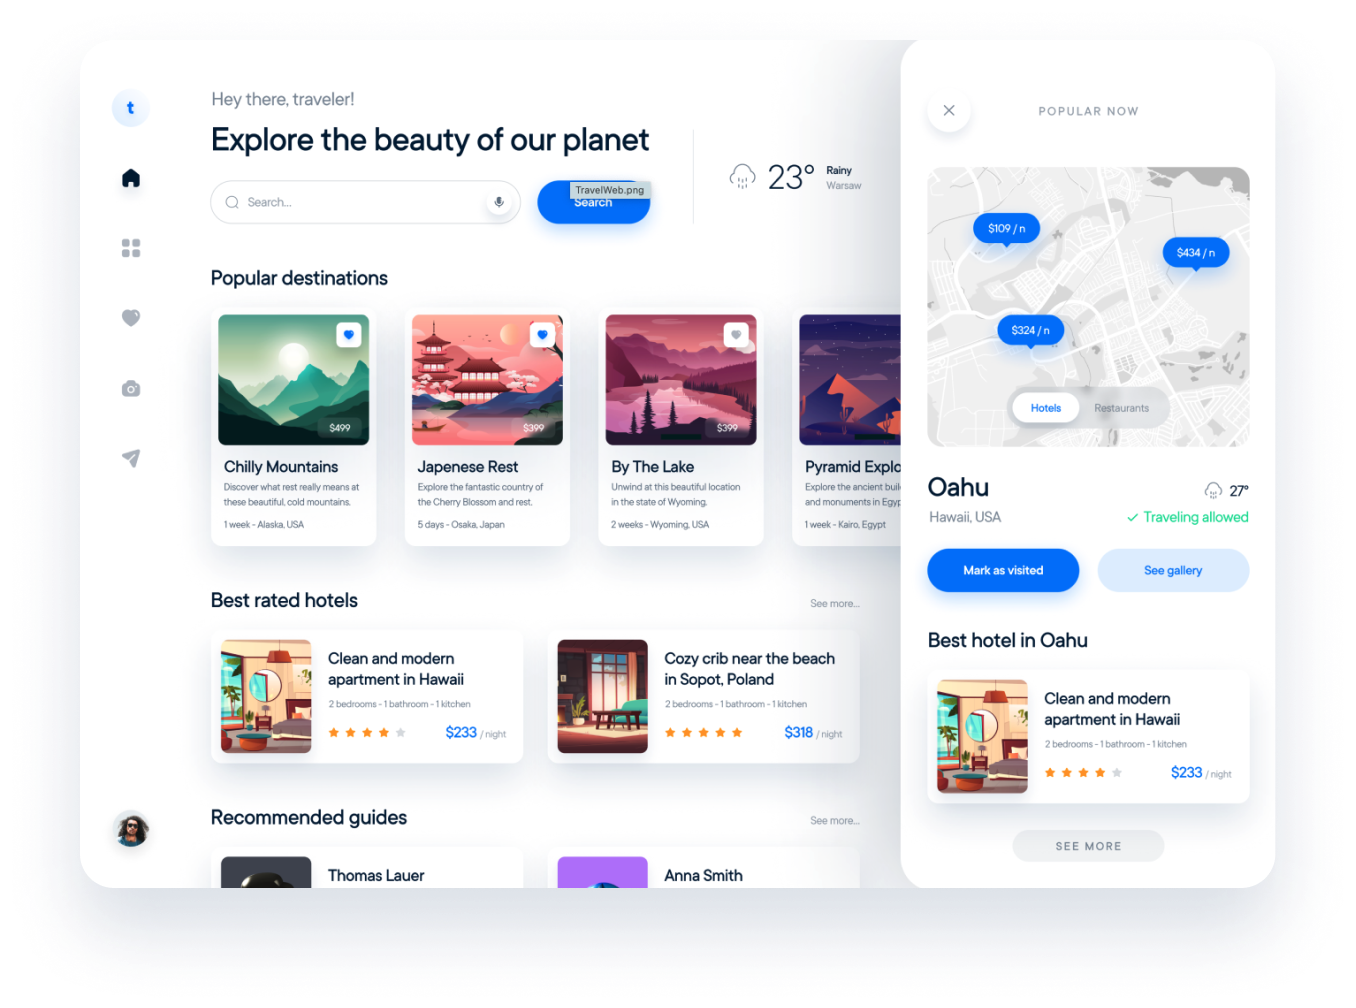 t
Hey there, traveler!
Explore the beauty of our planet
Search...
TravelWeb.png
Search
23° Rainy
Warsaw
Popular destinations
$499
Chilly Mountains
Discover what rest really means at
these beautiful, cold mountains.
1 week - Alaska, USA
$399
Japenese Rest
Explore the fantastic country of
the Cherry Blossom and rest.
5 days - Osaka, Japan
$399
By The Lake
Unwind at this beautiful location
in the state of Wyoming.
2 weeks - Wyoming, USA
Pyramid Explo
Explore the ancient buil
and monuments in Egyp
1 week - Kairo, Egypt
Best rated hotels
See more...
Clean and modern
apartment in Hawaii
2 bedrooms - 1 bathroom - 1 kitchen
$233 / night
Cozy crib near the beach
in Sopot, Poland
2 bedrooms - 1 bathroom - 1 kitchen
$318 / night
Recommended guides
See more...
Thomas Lauer
Anna Smith
POPULAR NOW
$109 / n
$434 / n
$324 / n
Hotels
Restaurants
Oahu
27°
Hawaii, USA
Traveling allowed
Mark as visited
See gallery
Best hotel in Oahu
Clean and modern
apartment in Hawaii
2 bedrooms - 1 bathroom - 1 kitchen
$233 / night
SEE MORE